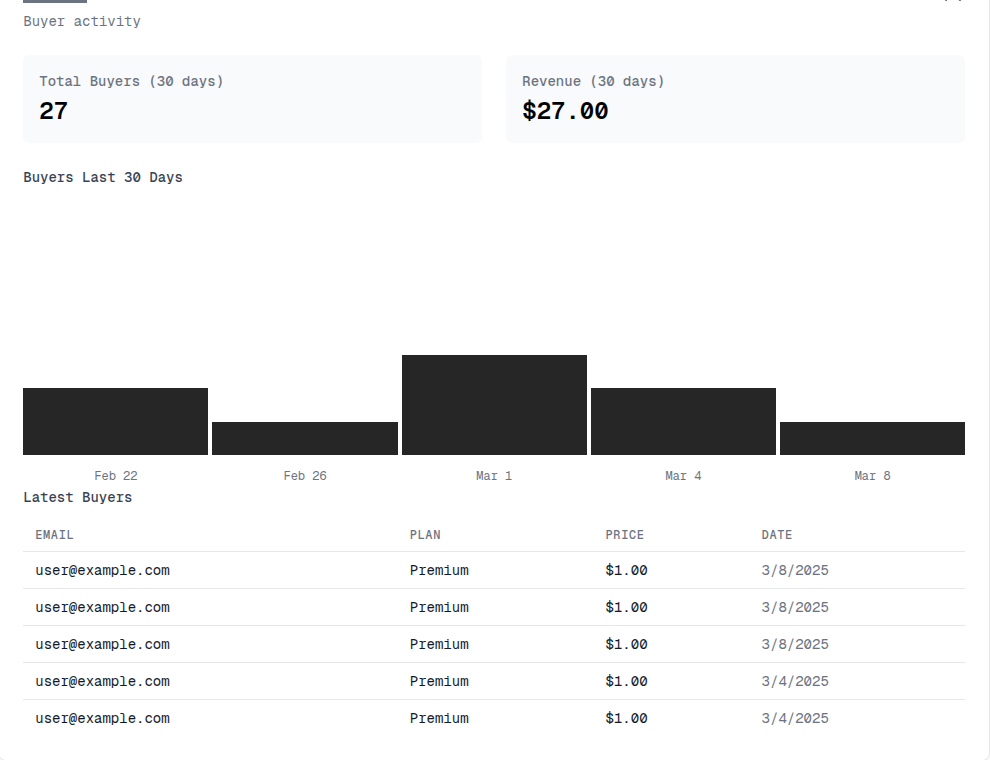 Buyer activity
Total Buyers (30 days) Revenue (30 days)
27 $27.00
Buyers Last 30 Days
Feb 22 Feb 26 Mar 1 Mar 4 Mar 8
Latest Buyers
EMAIL PLAN PRICE DATE
user@example.com Premium $1.00 3/8/2025
user@example.com Premium $1.00 3/8/2025
user@example.com Premium $1.00 3/8/2025
user@example.com Premium $1.00 3/4/2025
user@example.com Premium $1.00 3/4/2025